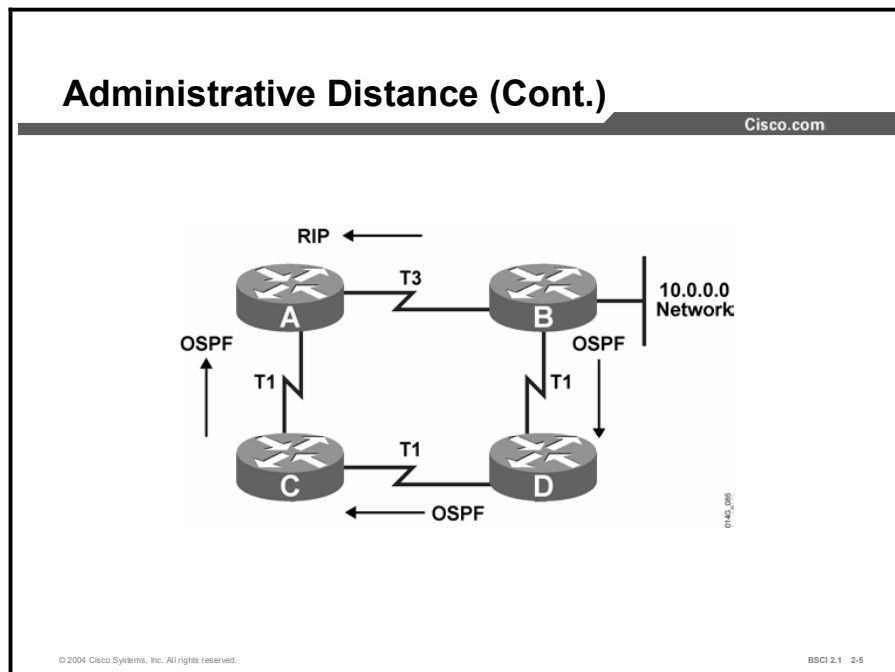 Administrative Distance (Cont.)
Cisco.com
RIP
T3
A
B
10.0.0.0
Network
OSPF
OSPF
T1
T1
T1
C
D
OSPF
014G_085
© 2004 Cisco Systems, Inc. All rights reserved.
BSCI 2.1 2-5